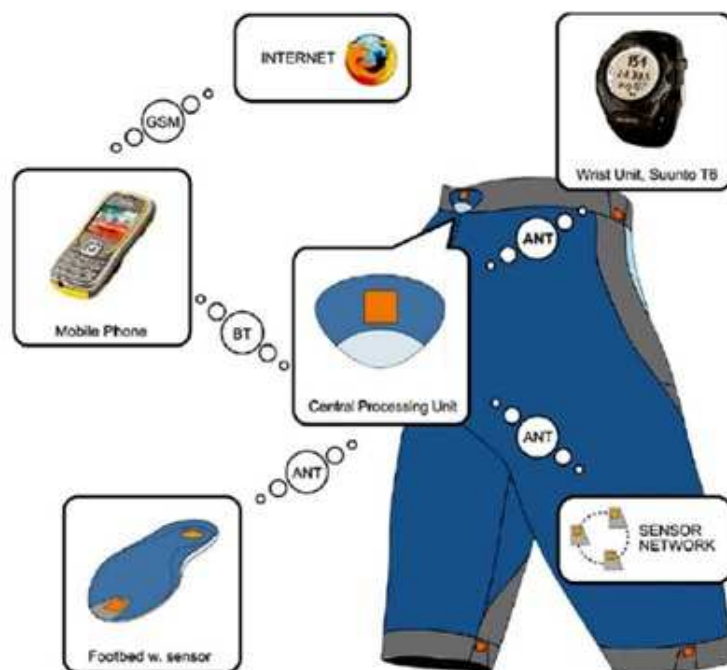 INTERNET
GSM
Wrist Unit, Suunto T6
ANT
Mobile Phone
BT
Central Processing Unit
ANT
ANT
SENSOR
NETWORK
Footbed w. sensor